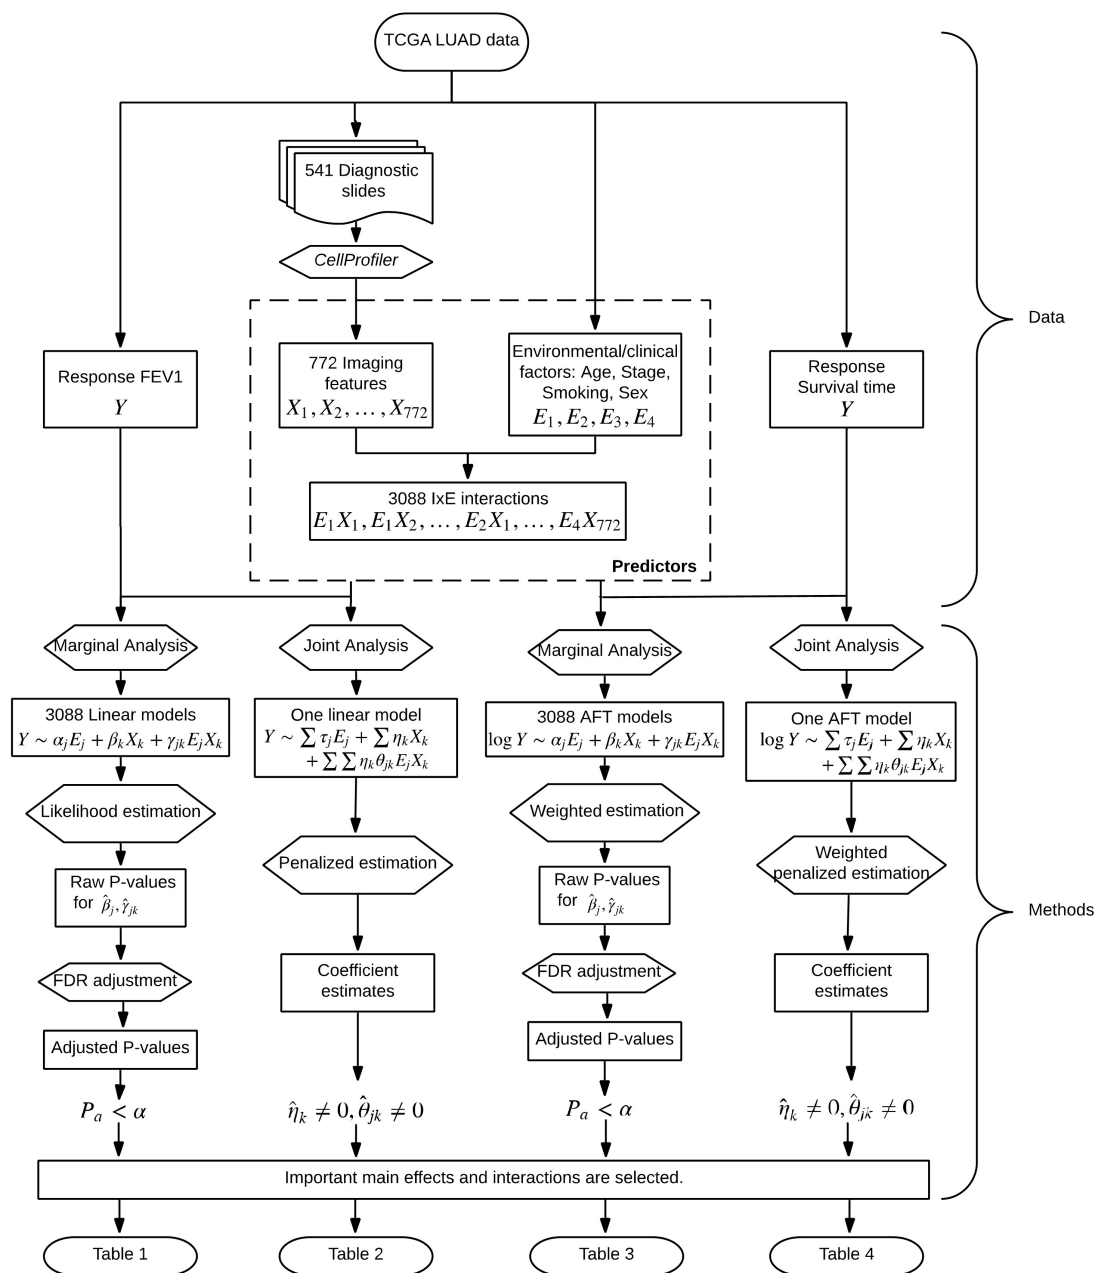 TCGA LUAD data
541 Diagnostic
slides
CellProfiler
Data
Response FEV1
Y
772 Imaging
features
X₁, X₂, …, X₇₇₂
Environmental/clinical
factors: Age, Stage,
Smoking, Sex
E₁, E₂, E₃, E₄
Response
Survival time
Y
3088 IxE interactions
E₁X₁, E₁X₂, …, E₂X₁, …, E₄X₇₇₂
Predictors
Marginal Analysis
Joint Analysis
Marginal Analysis
Joint Analysis
3088 Linear models
Y ~ αⱼEⱼ + βₖXₖ + γⱼₖEⱼXₖ
One linear model
Y ~ ∑ τⱼEⱼ + ∑ ηₖXₖ
+ ∑ ∑ ηₖθⱼₖEⱼXₖ
3088 AFT models
log Y ~ αⱼEⱼ + βₖXₖ + γⱼₖEⱼXₖ
One AFT model
log Y ~ ∑ τⱼEⱼ + ∑ ηₖXₖ
+ ∑ ∑ ηₖθⱼₖEⱼXₖ
Likelihood estimation
Penalized estimation
Weighted estimation
Weighted
penalized estimation
Raw P-values
for β̂ⱼ, γ̂ⱼₖ
Raw P-values
for β̂ⱼ, γ̂ⱼₖ
Methods
FDR adjustment
Coefficient
estimates
FDR adjustment
Coefficient
estimates
Adjusted P-values
Adjusted P-values
Pₐ < α
η̂ₖ ≠ 0, θ̂ⱼₖ ≠ 0
Pₐ < α
η̂ₖ ≠ 0, θ̂ⱼₖ ≠ 0
Important main effects and interactions are selected.
Table 1
Table 2
Table 3
Table 4